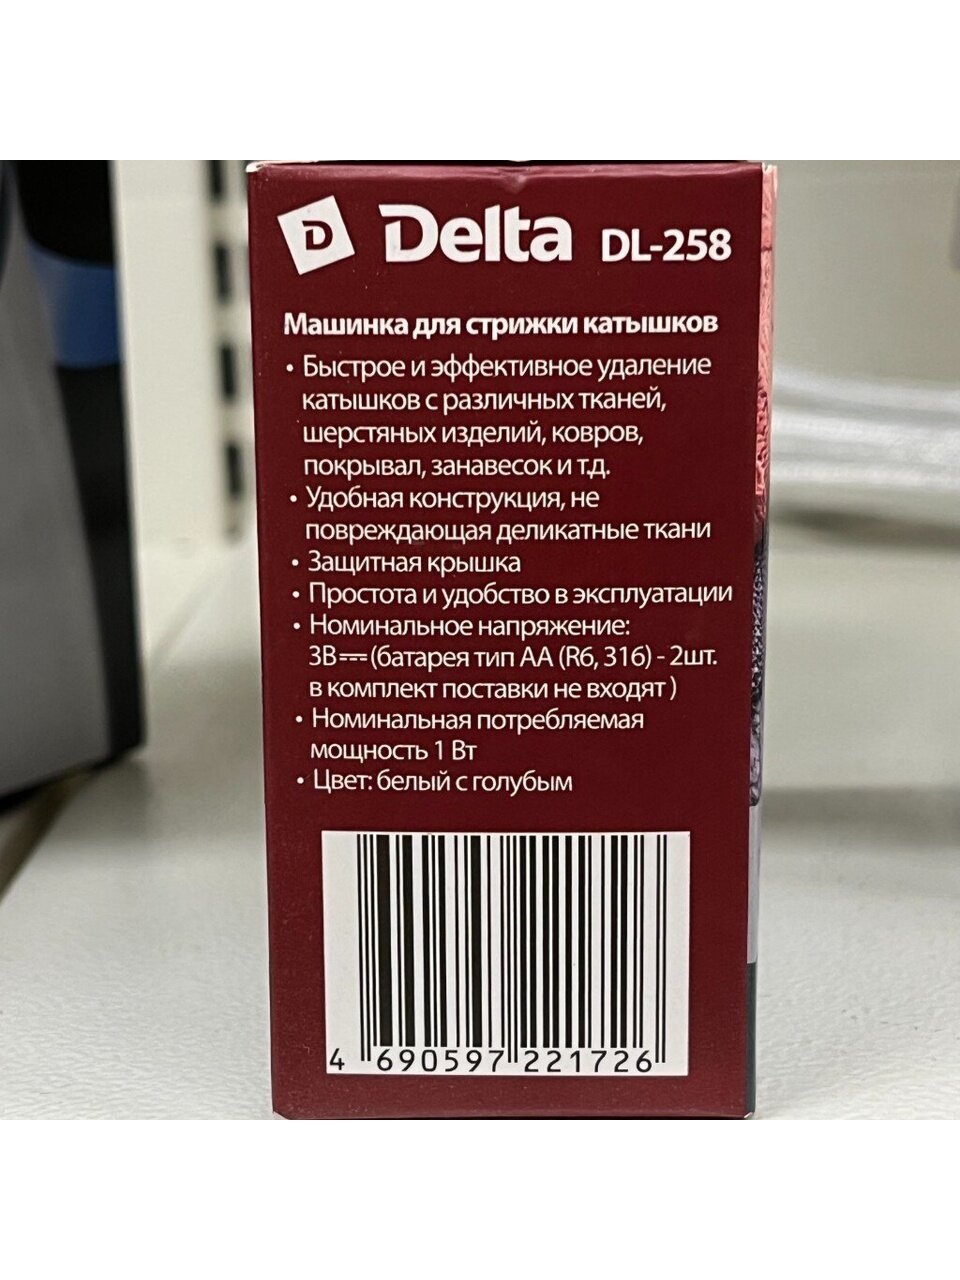 Delta DL-258
Машинка для стрижки катышков
• Быстрое и эффективное удаление
катышков с различных тканей,
шерстяных изделий, ковров,
покрывал, занавесок и т.д.
• Удобная конструкция, не
повреждающая деликатные ткани
• Защитная крышка
• Простота и удобство в эксплуатации
• Номинальное напряжение:
3В⎓(батарея тип АА (R6, 316) - 2шт.
в комплект поставки не входят )
• Номинальная потребляемая
мощность 1 Вт
• Цвет: белый с голубым
4 690597 221726